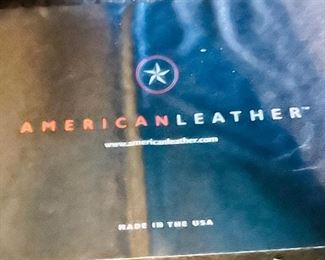 AMERICANLEATHER™
www.americanleather.com
MADE IN THE USA